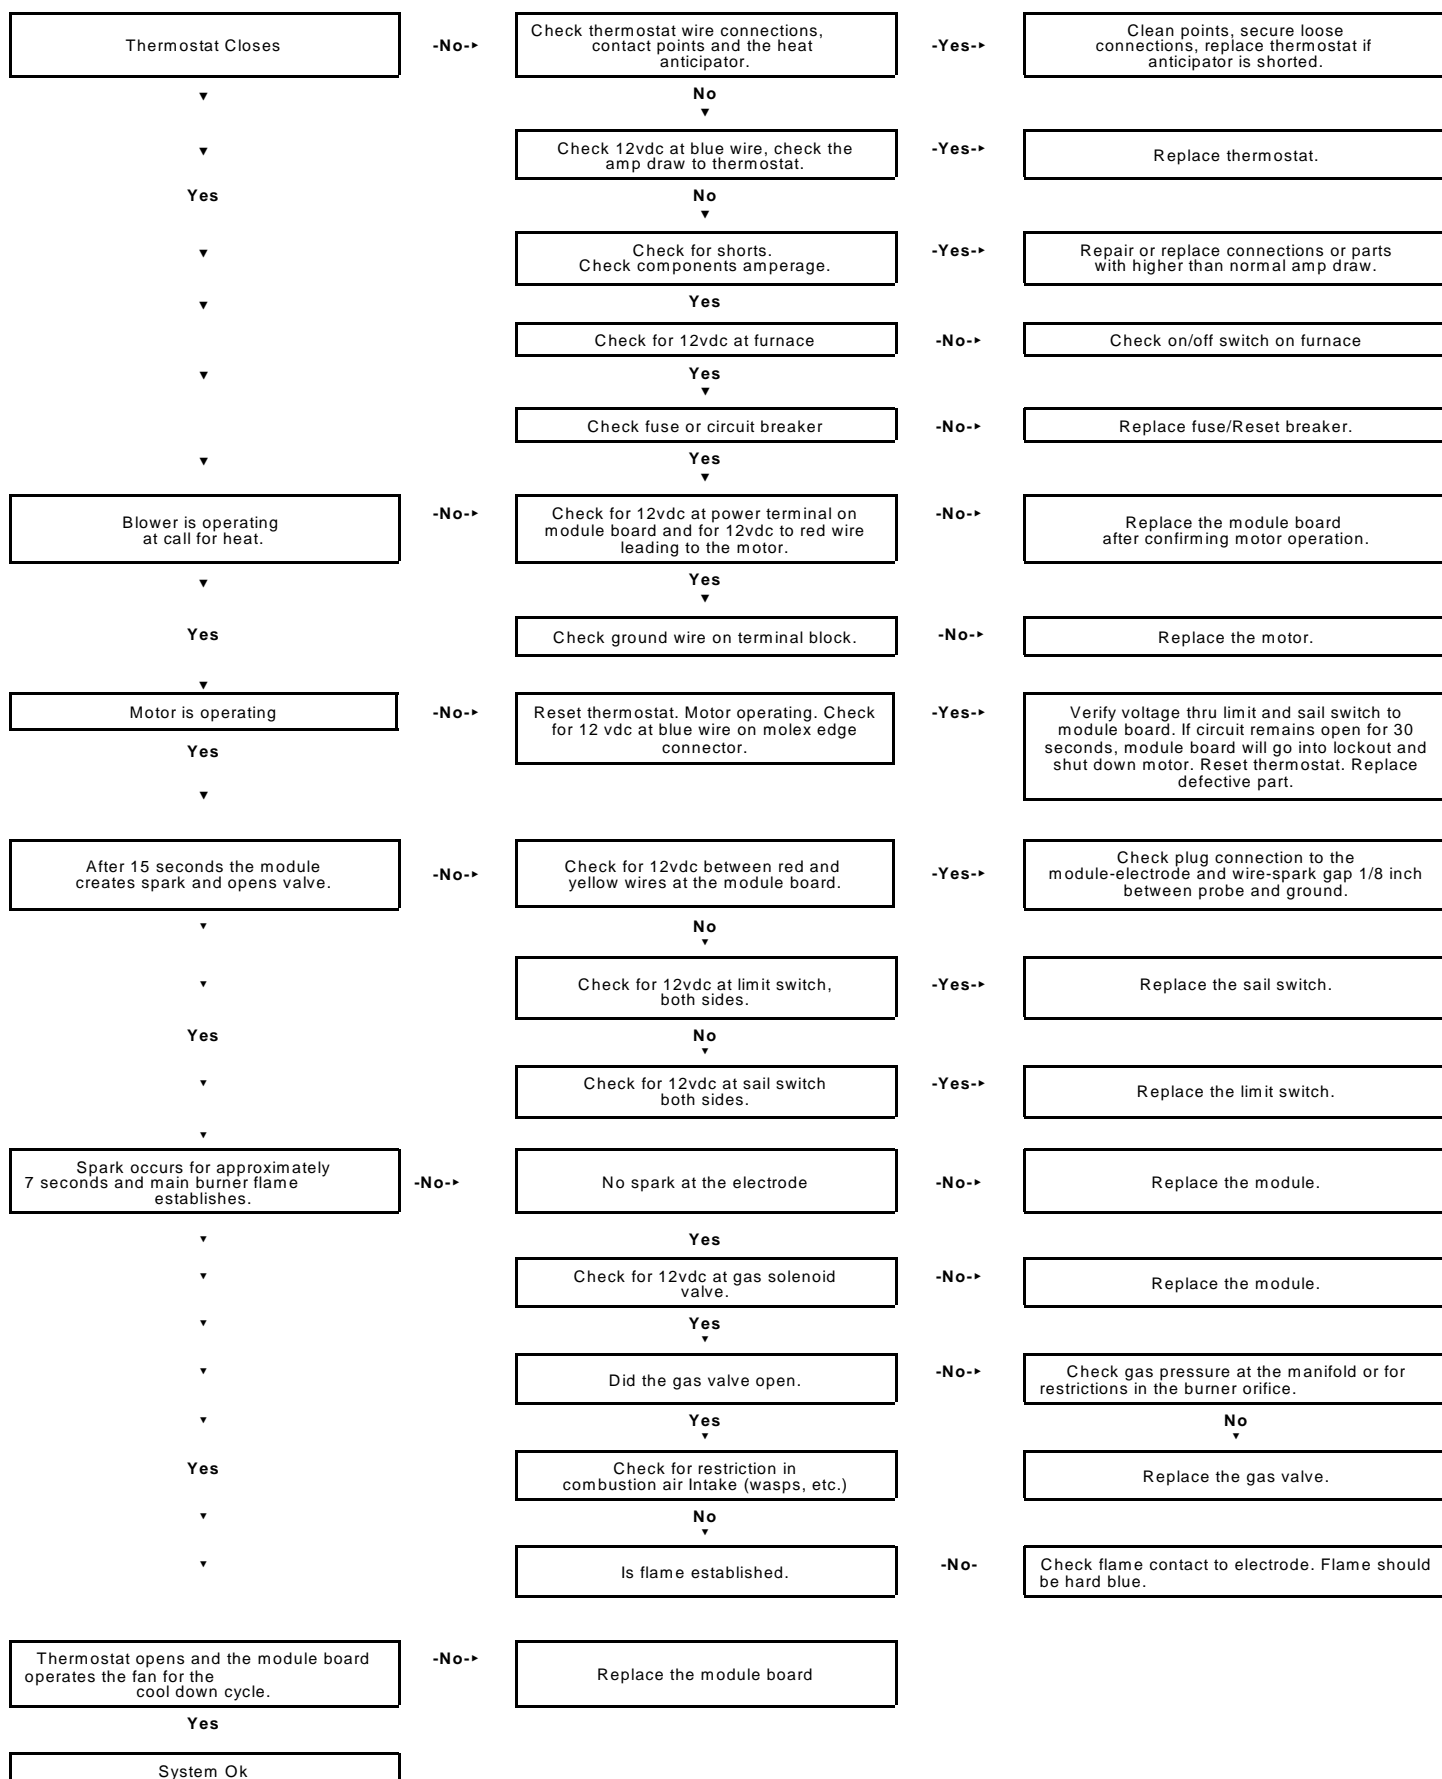 Thermostat Closes
-No-▸
Check thermostat wire connections,
contact points and the heat
anticipator.
-Yes-▸
Clean points, secure loose
connections, replace thermostat if
anticipator is shorted.
No
Check 12vdc at blue wire, check the
amp draw to thermostat.
-Yes-▸
Replace thermostat.
Yes
No
Check for shorts.
Check components amperage.
-Yes-▸
Repair or replace connections or parts
with higher than normal amp draw.
Yes
Check for 12vdc at furnace
-No-▸
Check on/off switch on furnace
Yes
Check fuse or circuit breaker
-No-▸
Replace fuse/Reset breaker.
Yes
Blower is operating
at call for heat.
-No-▸
Check for 12vdc at power terminal on
module board and for 12vdc to red wire
leading to the motor.
-No-▸
Replace the module board
after confirming motor operation.
Yes
Yes
Check ground wire on terminal block.
-No-▸
Replace the motor.
Motor is operating
-No-▸
Reset thermostat. Motor operating. Check
for 12 vdc at blue wire on molex edge
connector.
-Yes-▸
Verify voltage thru limit and sail switch to
module board. If circuit remains open for 30
seconds, module board will go into lockout and
shut down motor. Reset thermostat. Replace
defective part.
Yes
After 15 seconds the module
creates spark and opens valve.
-No-▸
Check for 12vdc between red and
yellow wires at the module board.
-Yes-▸
Check plug connection to the
module-electrode and wire-spark gap 1/8 inch
between probe and ground.
No
Check for 12vdc at limit switch,
both sides.
-Yes-▸
Replace the sail switch.
Yes
No
Check for 12vdc at sail switch
both sides.
-Yes-▸
Replace the limit switch.
Spark occurs for approximately
7 seconds and main burner flame
establishes.
-No-▸
No spark at the electrode
-No-▸
Replace the module.
Yes
Check for 12vdc at gas solenoid
valve.
-No-▸
Replace the module.
Yes
Did the gas valve open.
-No-▸
Check gas pressure at the manifold or for
restrictions in the burner orifice.
Yes
No
Yes
Check for restriction in
combustion air Intake (wasps, etc.)
Replace the gas valve.
No
Is flame established.
-No-
Check flame contact to electrode. Flame should
be hard blue.
Thermostat opens and the module board
operates the fan for the
cool down cycle.
-No-▸
Replace the module board
Yes
System Ok